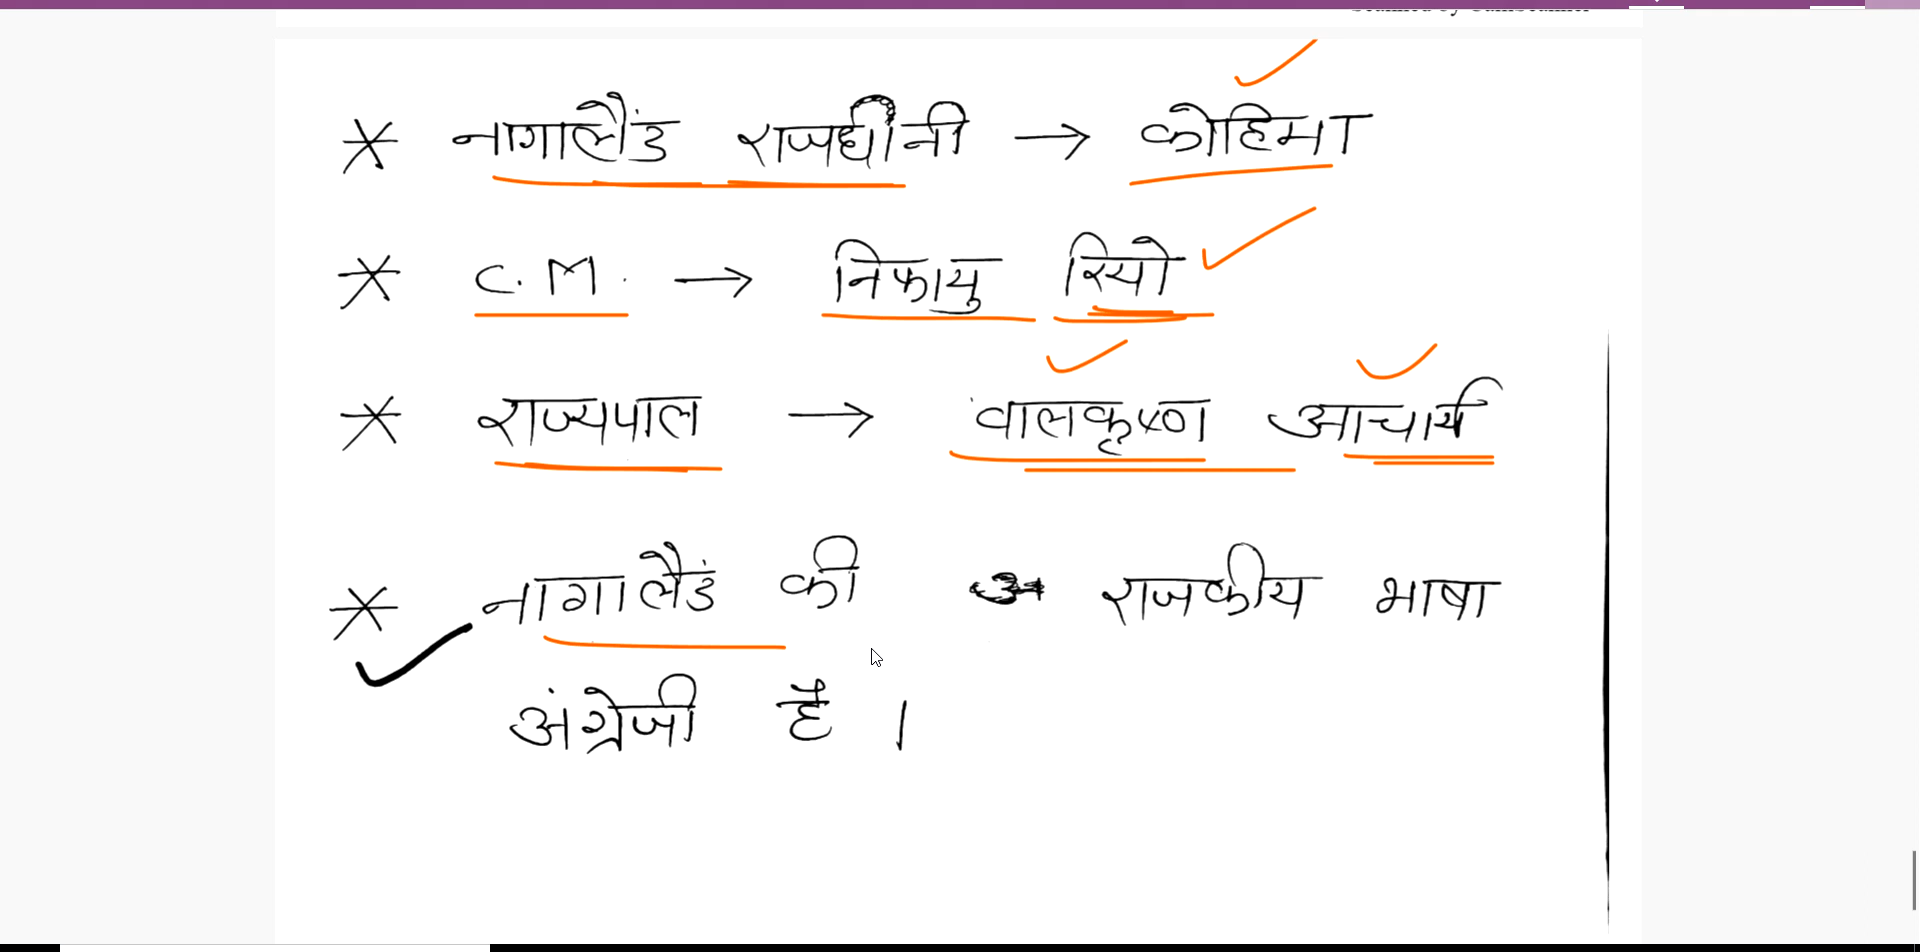 * नागालैंड राजधानी → कोहिमा
* C.M. → निफायु रियो
* राज्यपाल → वालकृष्ण आचार्य
* नागालैंड की राजकीय भाषा
अंग्रेजी है ।